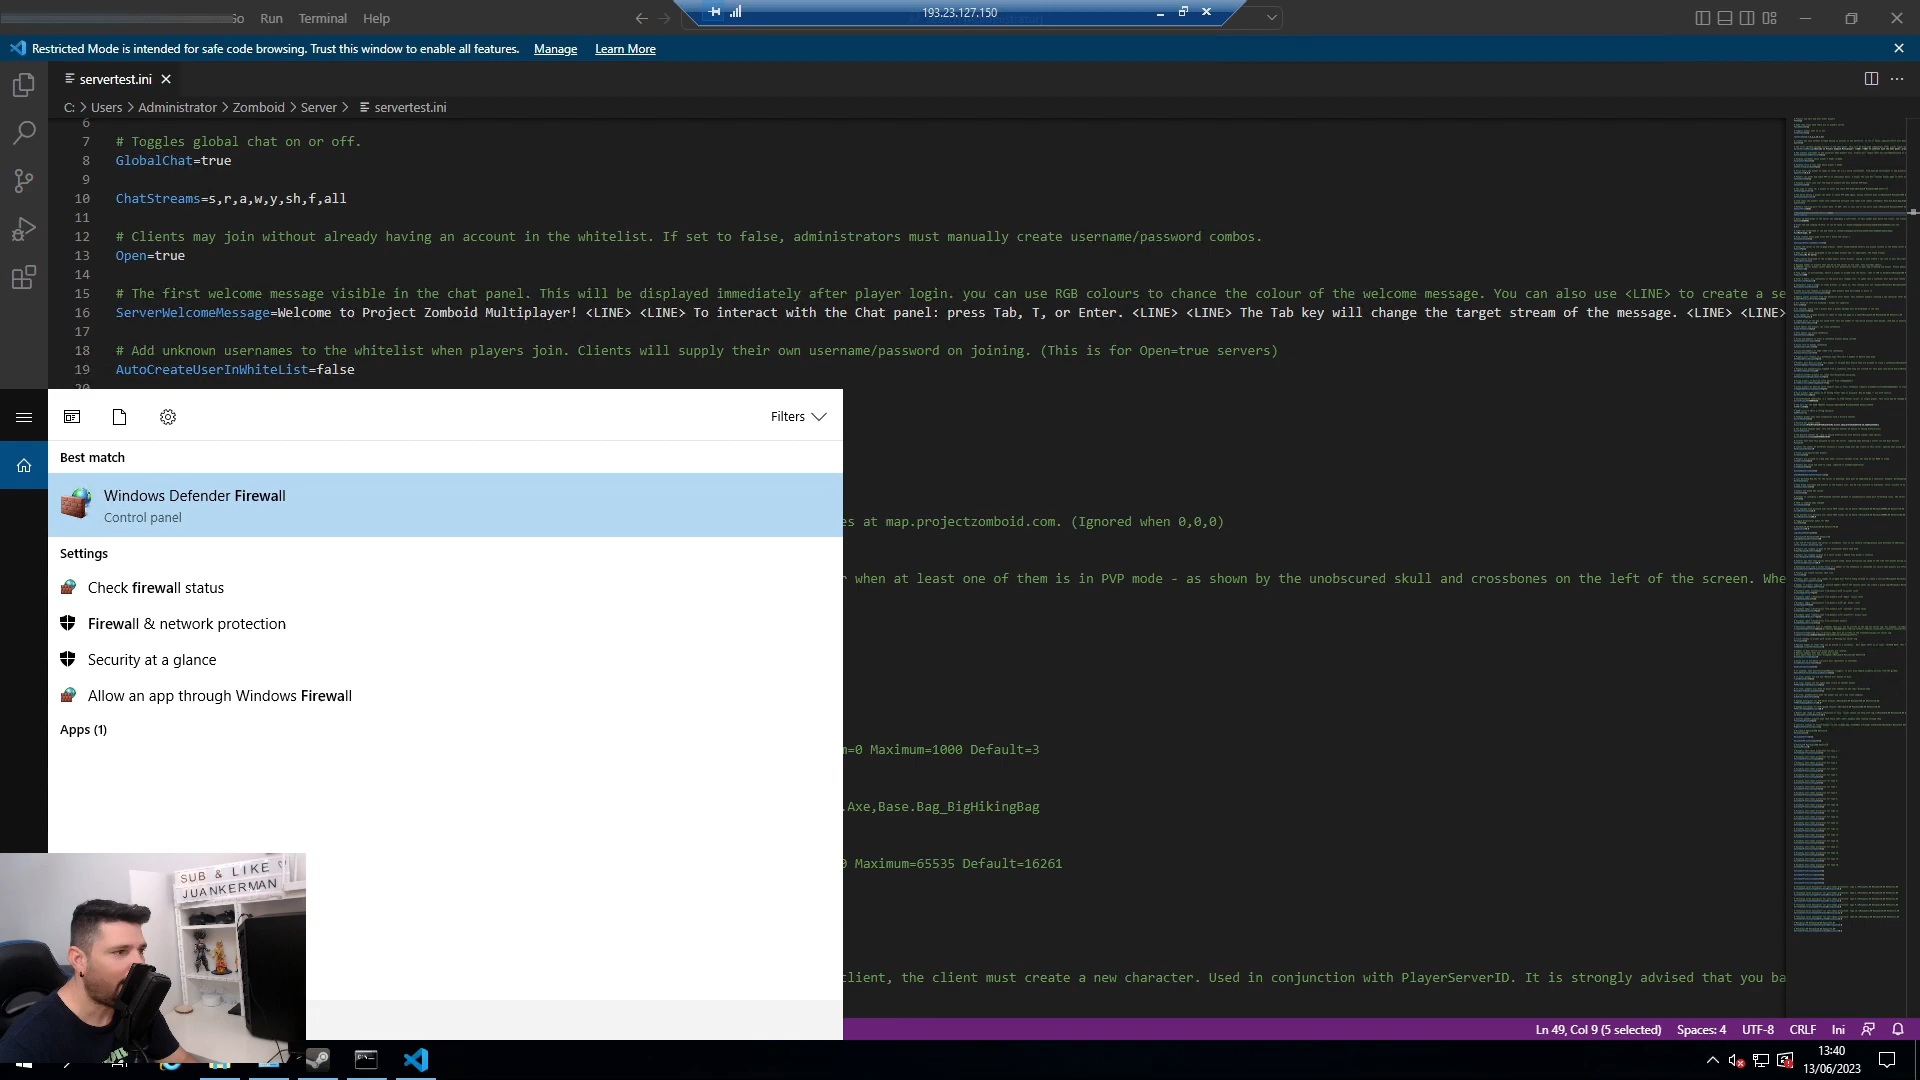 Go Run Terminal Help
193.23.127.150
Restricted Mode is intended for safe code browsing. Trust this window to enable all features. Manage Learn More
servertest.ini
C: > Users > Administrator > Zomboid > Server > servertest.ini
6
7 # Toggles global chat on or off.
8 GlobalChat=true
9
10 ChatStreams=s,r,a,w,y,sh,f,all
11
12 # Clients may join without already having an account in the whitelist. If set to false, administrators must manually create username/password combos.
13 Open=true
14
15 # The first welcome message visible in the chat panel. This will be displayed immediately after player login. you can use RGB colours to chance the colour of the welcome message. You can also use <LINE> to create a se
16 ServerWelcomeMessage=Welcome to Project Zomboid Multiplayer! <LINE> <LINE> To interact with the Chat panel: press Tab, T, or Enter. <LINE> <LINE> The Tab key will change the target stream of the message. <LINE> <LINE>
17
18 # Add unknown usernames to the whitelist when players join. Clients will supply their own username/password on joining. (This is for Open=true servers)
19 AutoCreateUserInWhiteList=false
20
Filters
Best match
Windows Defender Firewall
Control panel
Settings
Check firewall status
Firewall & network protection
Security at a glance
Allow an app through Windows Firewall
Apps (1)
es at map.projectzomboid.com. (Ignored when 0,0,0)
r when at least one of them is in PVP mode - as shown by the unobscured skull and crossbones on the left of the screen. Whe
m=0 Maximum=1000 Default=3
.Axe,Base.Bag_BigHikingBag
0 Maximum=65535 Default=16261
client, the client must create a new character. Used in conjunction with PlayerServerID. It is strongly advised that you ba
SUB & LIKE
JUANKERMAN
Ln 49, Col 9 (5 selected) Spaces: 4 UTF-8 CRLF Ini
13:40
13/06/2023